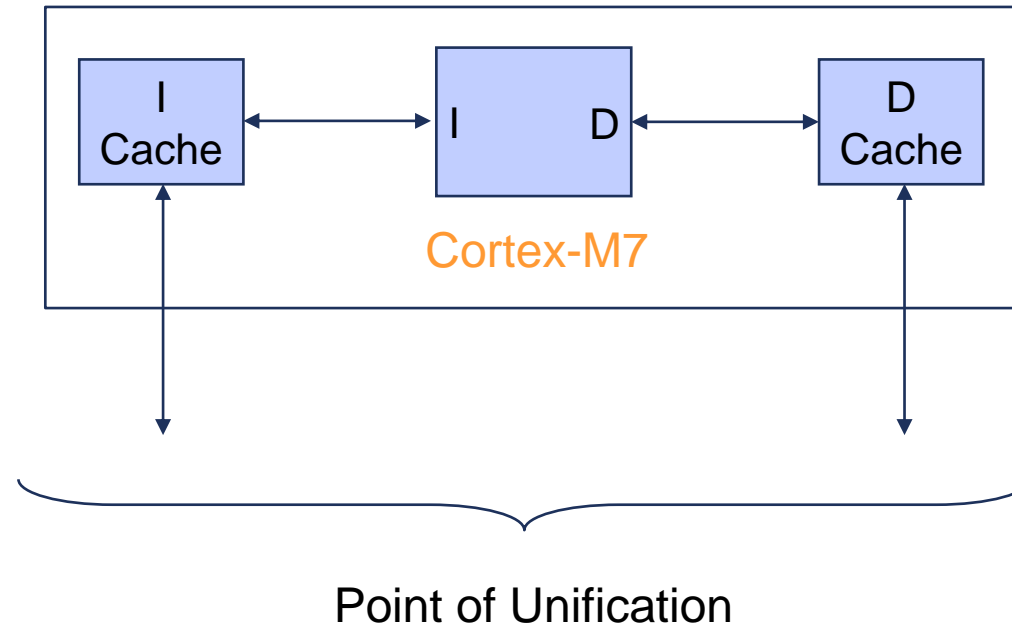 I
Cache
I
D
D
Cache
Cortex-M7
Point of Unification